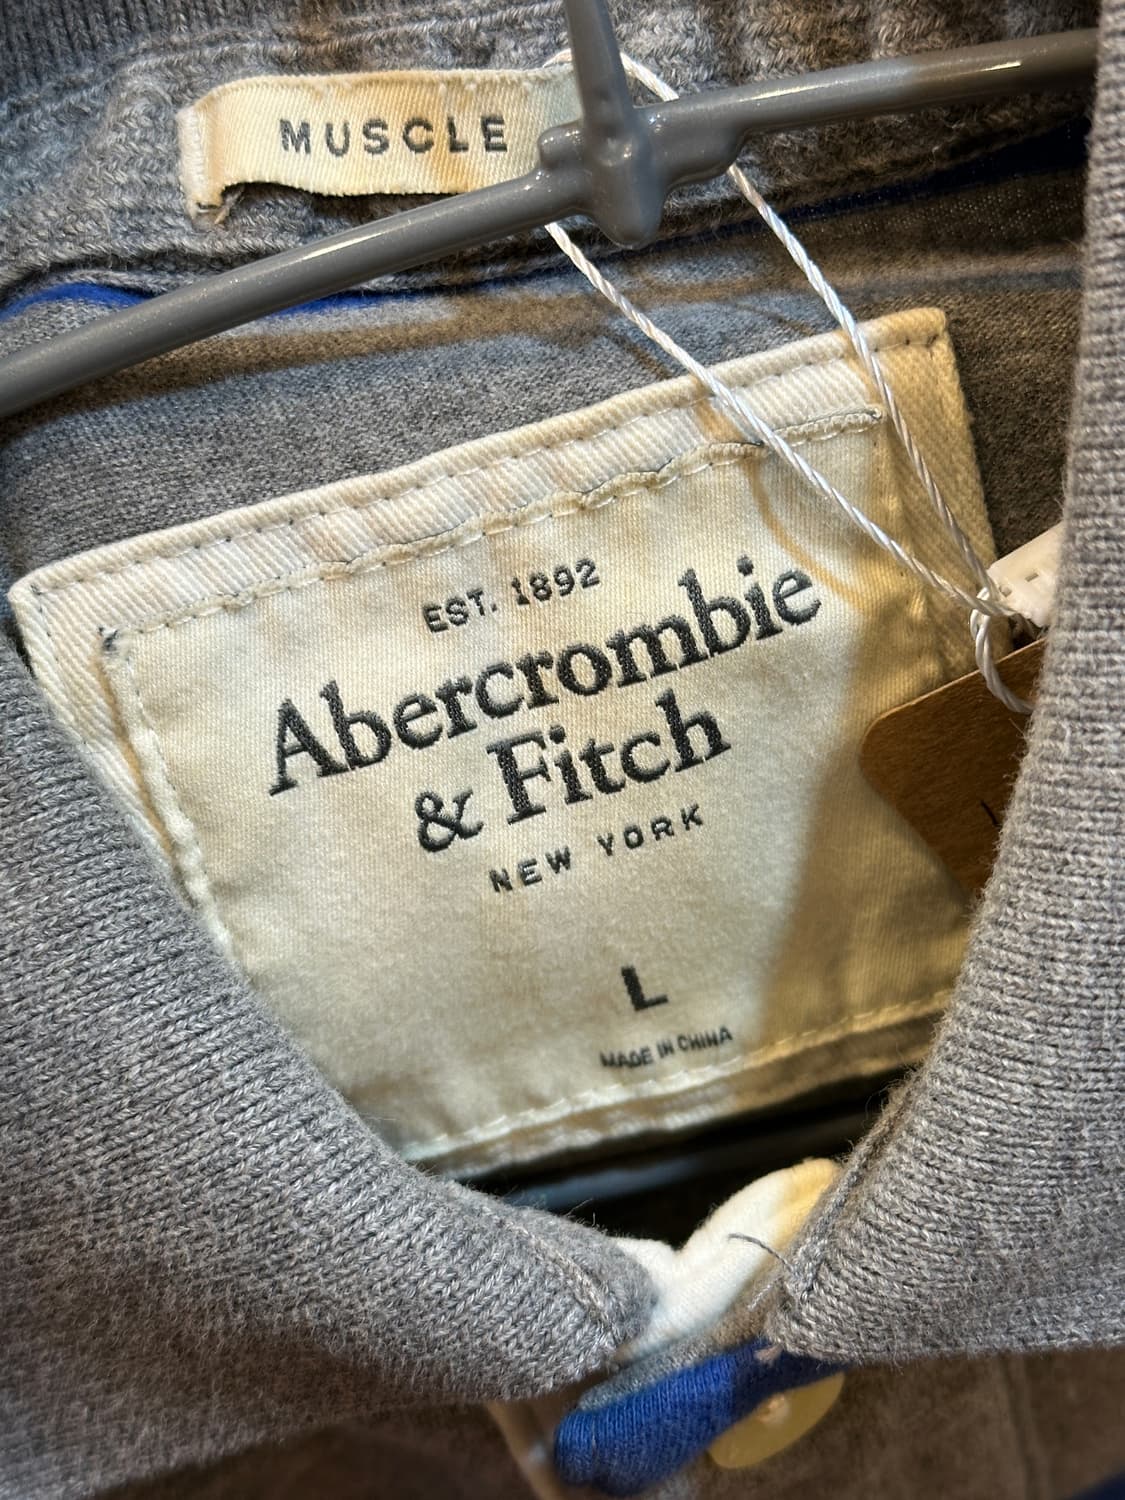 MUSCLE
EST. 1892
Abercrombie
& Fitch
NEW YORK
L
MADE IN CHINA